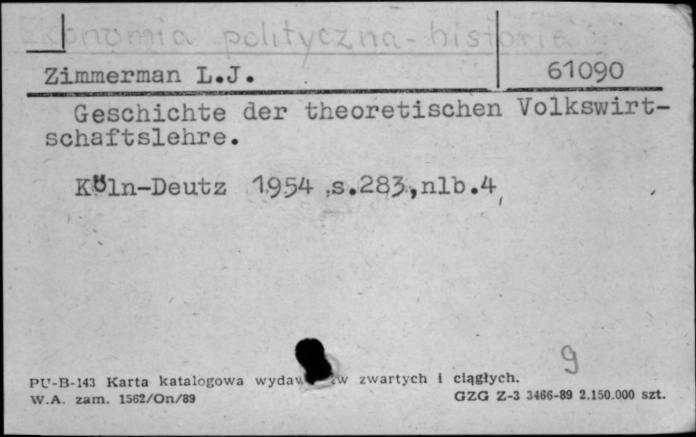 Ekonomia polityczna-historia
Zimmerman L.J. 61090
Geschichte der theoretischen Volkswirt-
schaftslehre.
Köln-Deutz 1954 s.283, nlb.4
9
PU-B-143 Karta katalogowa zwartych i ciągłych.
W.A. zam. 1562/On/89 GZG Z-3 3466-89 2.150.000 szt.